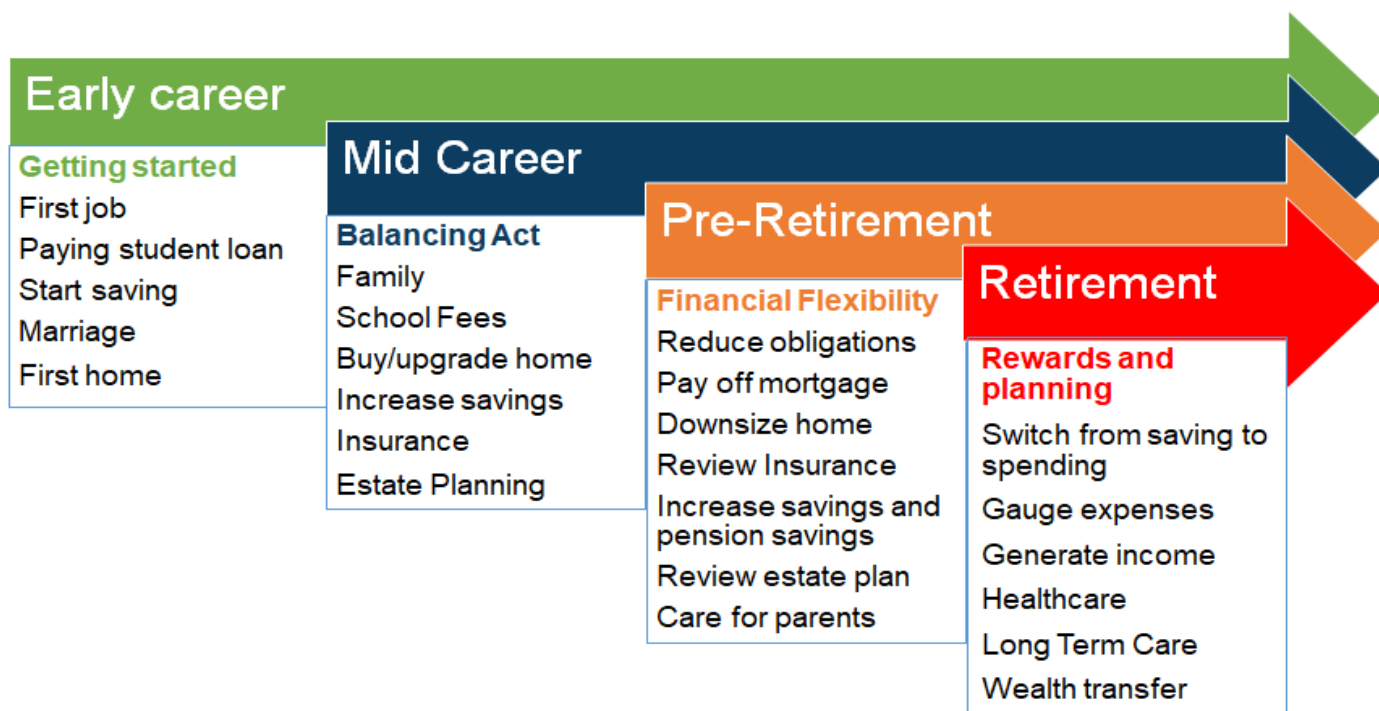 Early career
Getting started
First job
Paying student loan
Start saving
Marriage
First home
Mid Career
Balancing Act
Family
School Fees
Buy/upgrade home
Increase savings
Insurance
Estate Planning
Pre-Retirement
Financial Flexibility
Reduce obligations
Pay off mortgage
Downsize home
Review Insurance
Increase savings and
pension savings
Review estate plan
Care for parents
Retirement
Rewards and
planning
Switch from saving to
spending
Gauge expenses
Generate income
Healthcare
Long Term Care
Wealth transfer